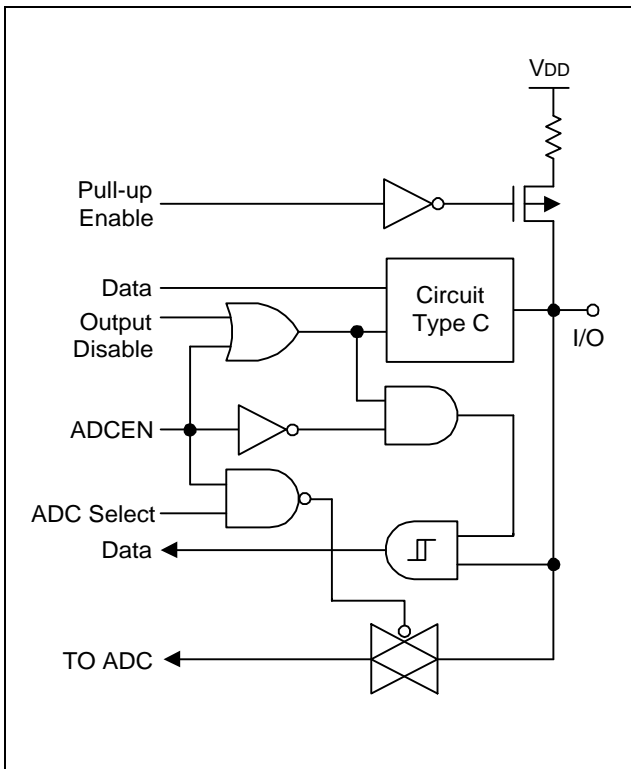 VDD
Pull-up
Enable
Data
Output
Disable
Circuit
Type C
I/O
ADCEN
ADC Select
Data
TO ADC